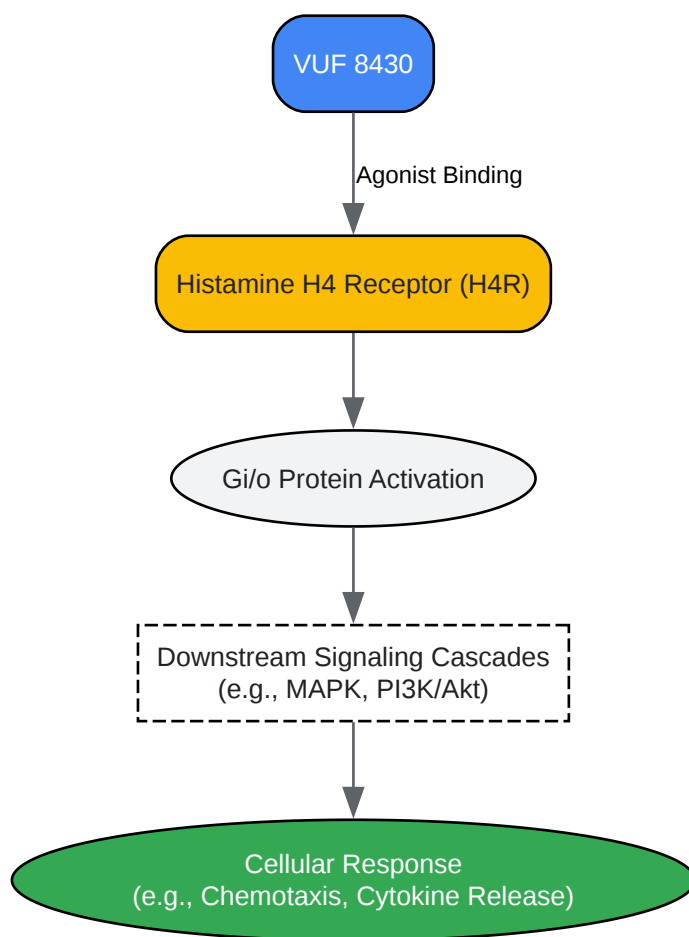 VUF 8430
Agonist Binding
Histamine H4 Receptor (H4R)
Gi/o Protein Activation
Downstream Signaling Cascades
(e.g., MAPK, PI3K/Akt)
Cellular Response
(e.g., Chemotaxis, Cytokine Release)